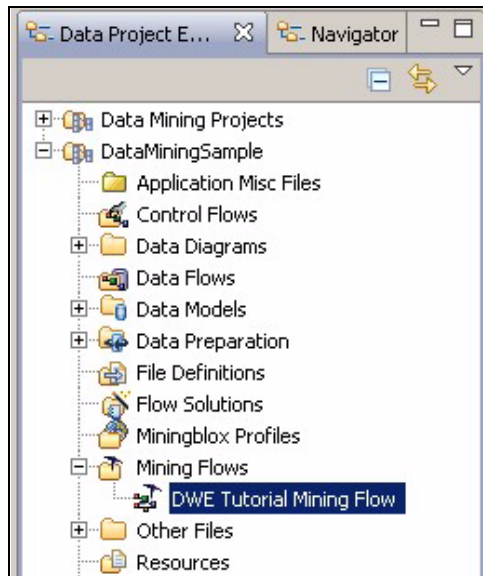 Data Project E... Navigator
Data Mining Projects
DataMiningSample
Application Misc Files
Control Flows
Data Diagrams
Data Flows
Data Models
Data Preparation
File Definitions
Flow Solutions
Miningblox Profiles
Mining Flows
DWE Tutorial Mining Flow
Other Files
Resources